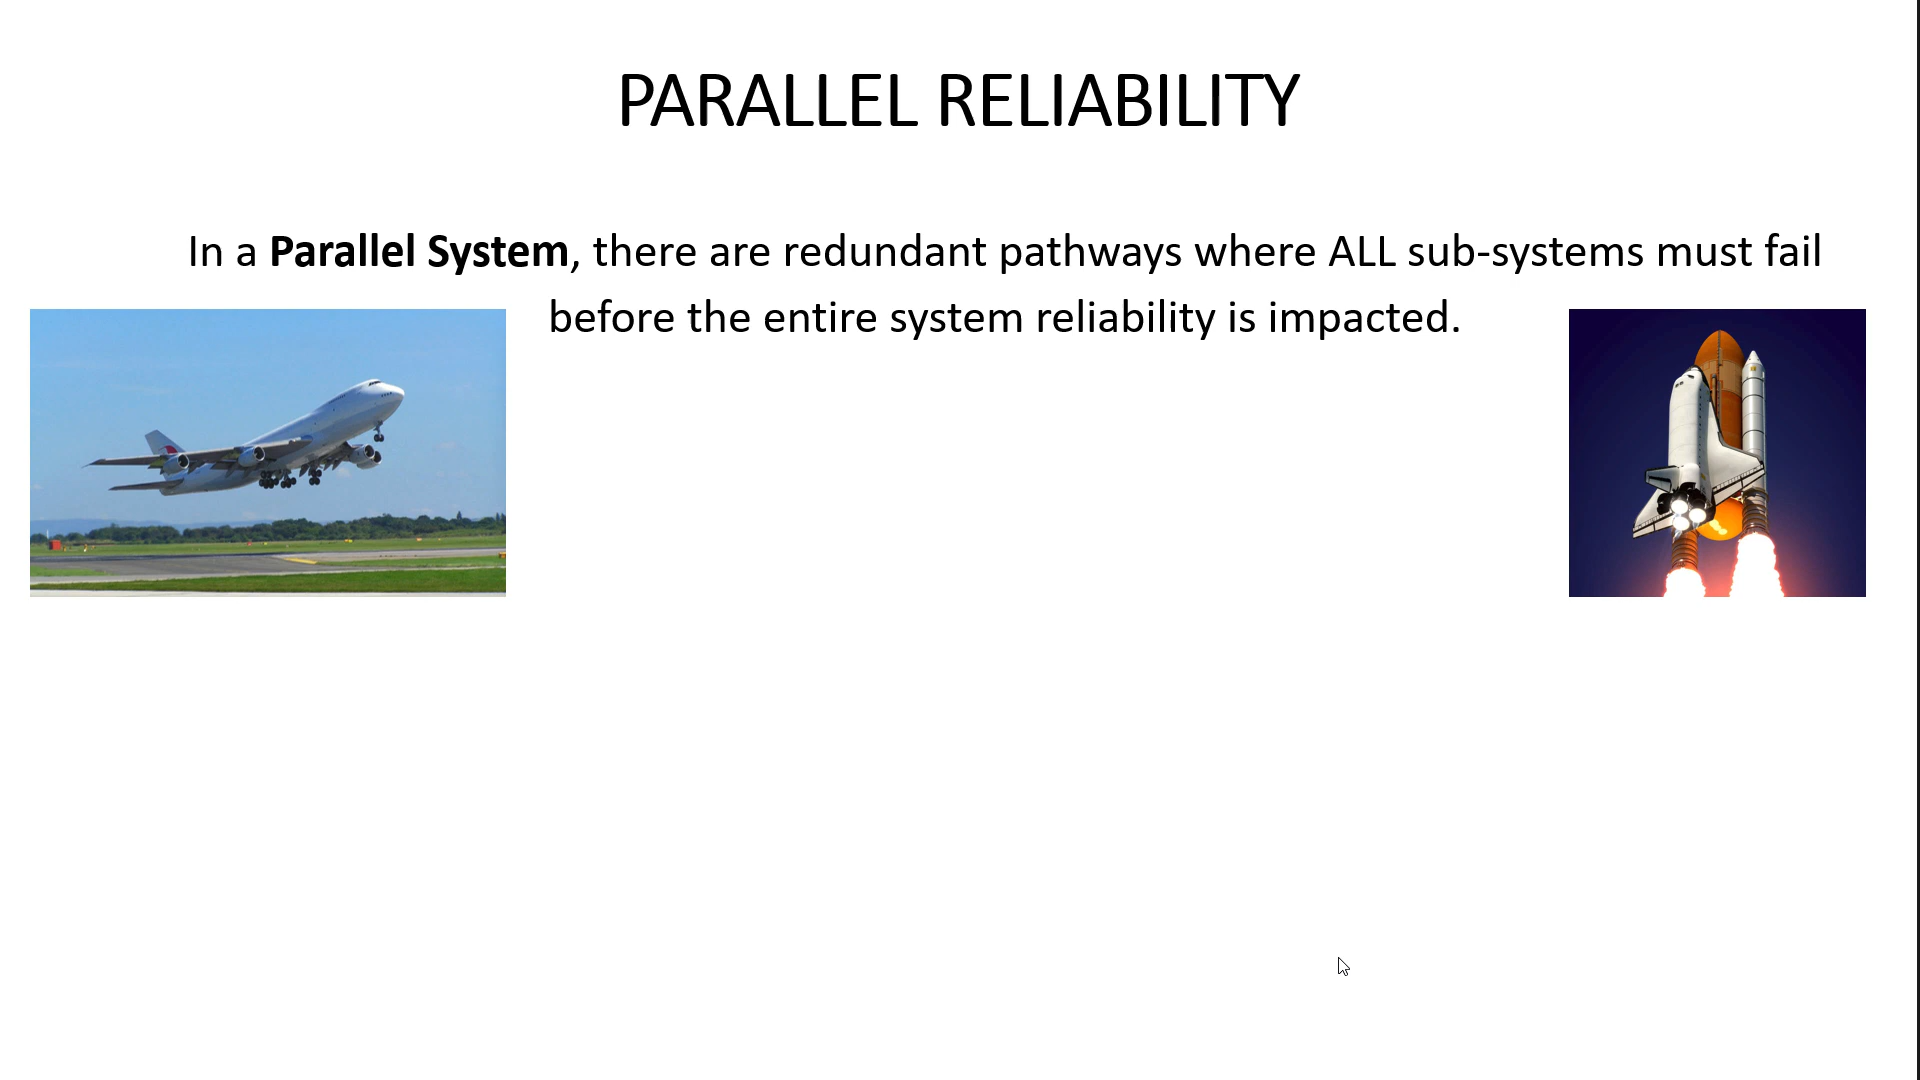 PARALLEL RELIABILITY
In a Parallel System, there are redundant pathways where ALL sub-systems must fail
before the entire system reliability is impacted.